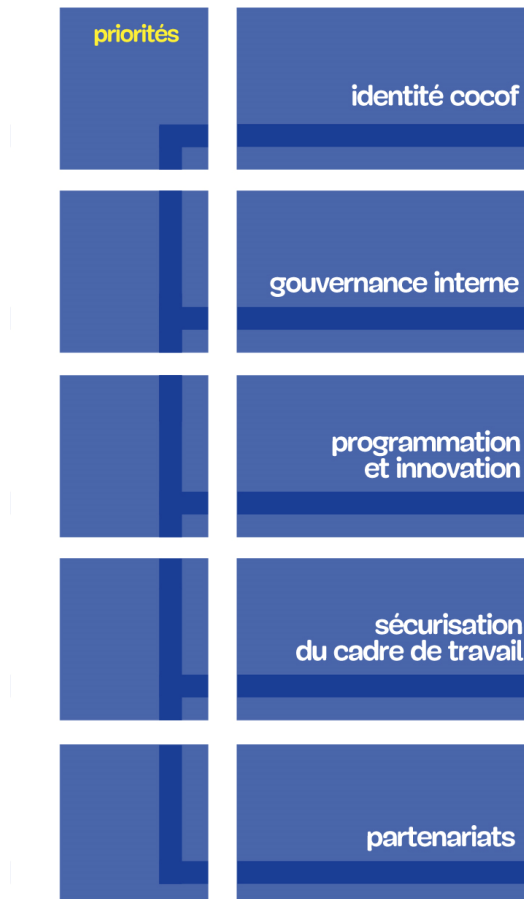 priorités
identité cocof
gouvernance interne
programmation
et innovation
sécurisation
du cadre de travail
partenariats